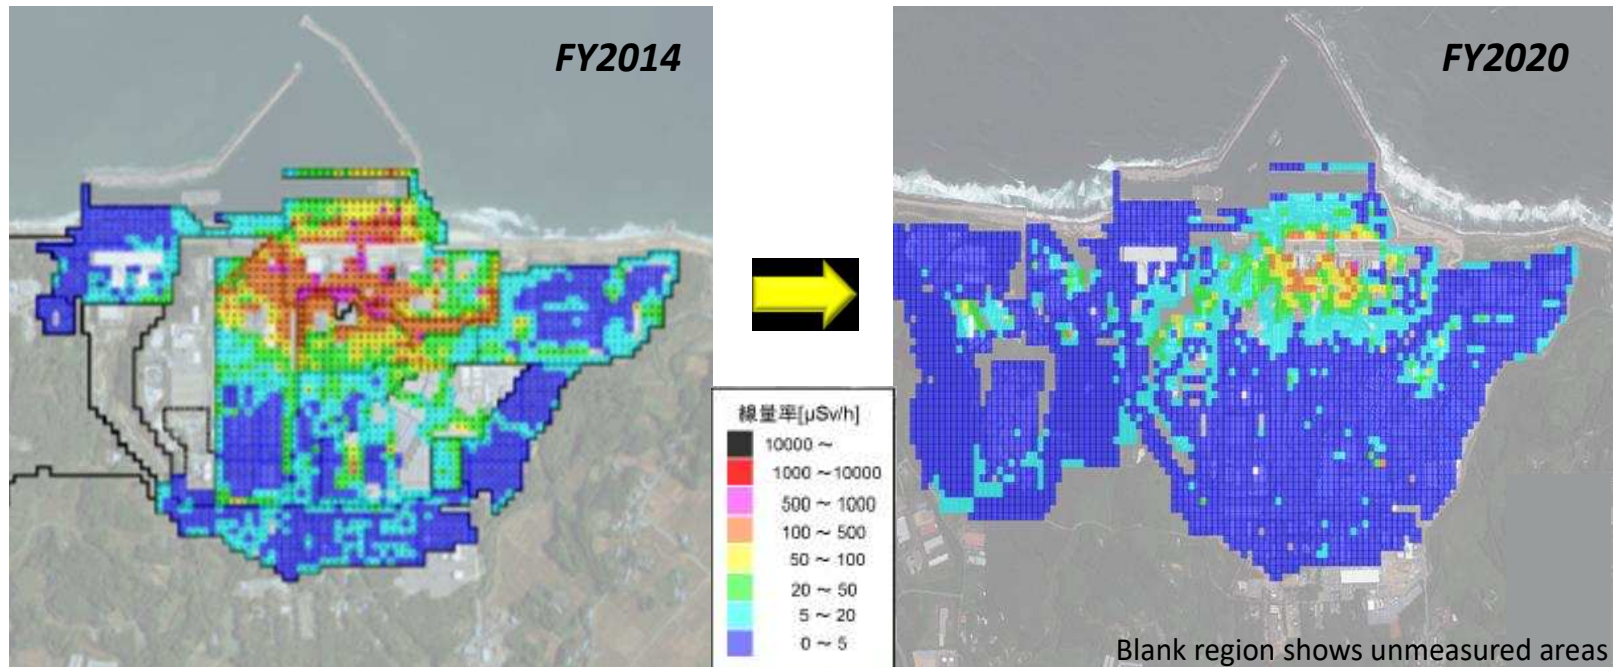 FY2014
FY2020
線量率[μSv/h]
10000 ~
1000 ~ 10000
500 ~ 1000
100 ~ 500
50 ~ 100
20 ~ 50
5 ~ 20
0 ~ 5
Blank region shows unmeasured areas